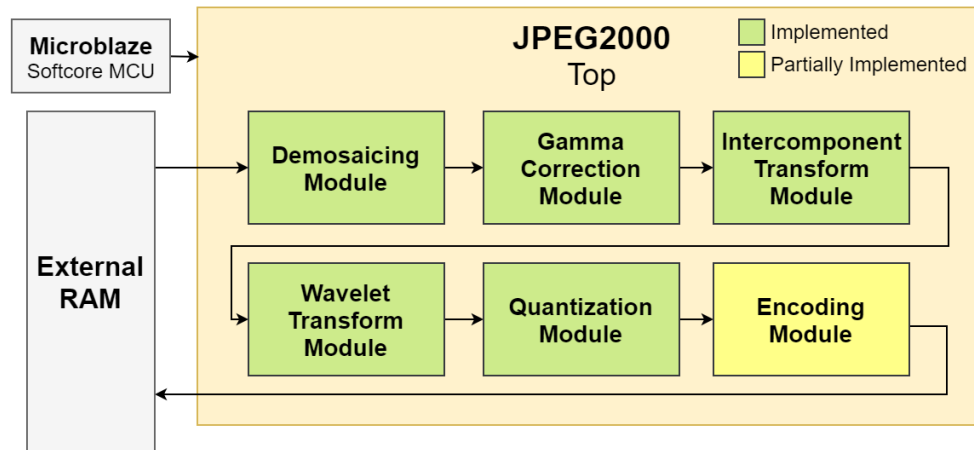 Microblaze
Softcore MCU
JPEG2000
Top
Implemented
Partially Implemented
Demosaicing
Module
Gamma
Correction
Module
Intercomponent
Transform
Module
External
RAM
Wavelet
Transform
Module
Quantization
Module
Encoding
Module